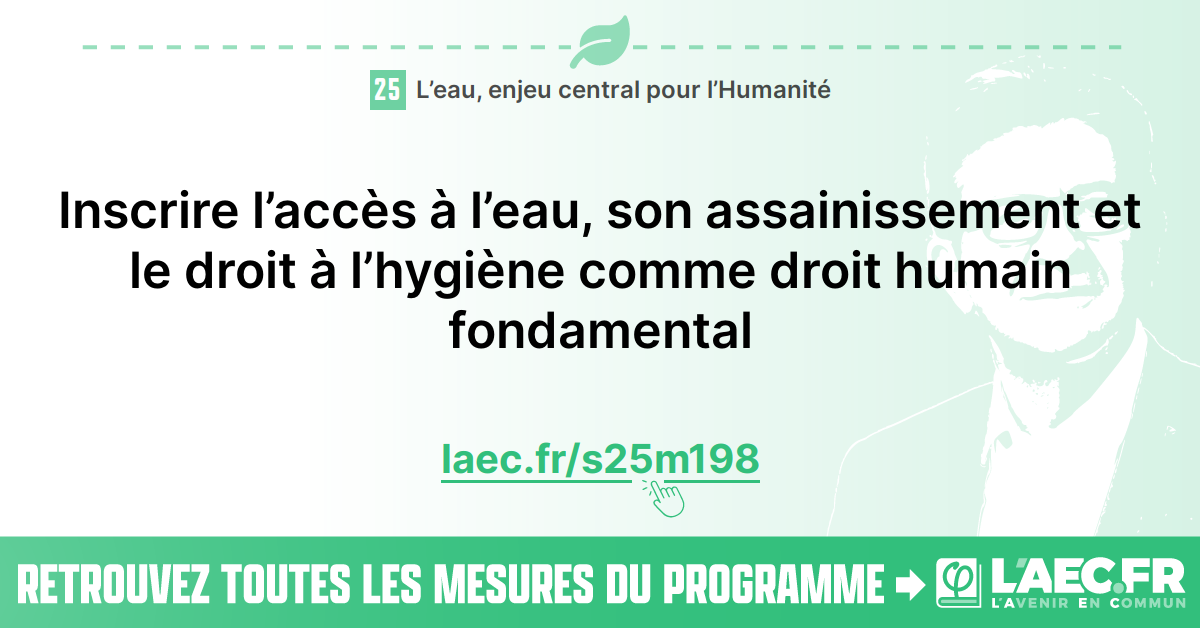 25 L’eau, enjeu central pour l’Humanité
Inscrire l’accès à l’eau, son assainissement et
le droit à l’hygiène comme droit humain
fondamental
laec.fr/s25m198
RETROUVEZ TOUTES LES MESURES DU PROGRAMME
φ L’AEC.FR
L’AVENIR EN COMMUN